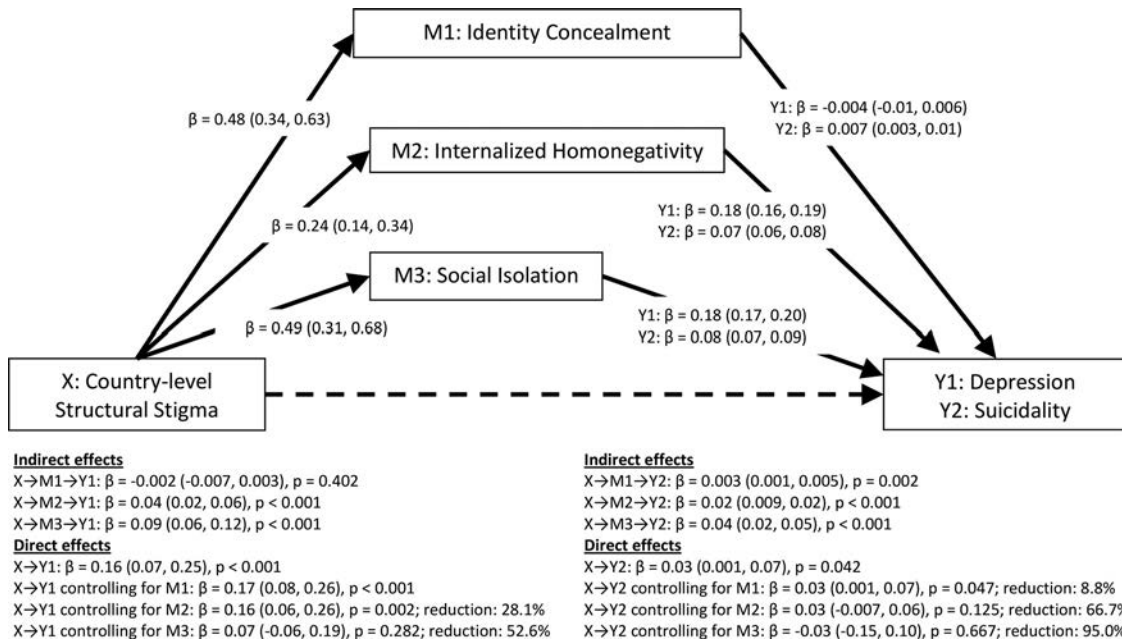 M1: Identity Concealment
β = 0.48 (0.34, 0.63)
Y1: β = -0.004 (-0.01, 0.006)
Y2: β = 0.007 (0.003, 0.01)
M2: Internalized Homonegativity
β = 0.24 (0.14, 0.34)
Y1: β = 0.18 (0.16, 0.19)
Y2: β = 0.07 (0.06, 0.08)
M3: Social Isolation
β = 0.49 (0.31, 0.68)
Y1: β = 0.18 (0.17, 0.20)
Y2: β = 0.08 (0.07, 0.09)
X: Country-level
Structural Stigma
Y1: Depression
Y2: Suicidality
Indirect effects
X→M1→Y1: β = -0.002 (-0.007, 0.003), p = 0.402
X→M2→Y1: β = 0.04 (0.02, 0.06), p < 0.001
X→M3→Y1: β = 0.09 (0.06, 0.12), p < 0.001
Direct effects
X→Y1: β = 0.16 (0.07, 0.25), p < 0.001
X→Y1 controlling for M1: β = 0.17 (0.08, 0.26), p < 0.001
X→Y1 controlling for M2: β = 0.16 (0.06, 0.26), p = 0.002; reduction: 28.1%
X→Y1 controlling for M3: β = 0.07 (-0.06, 0.19), p = 0.282; reduction: 52.6%
Indirect effects
X→M1→Y2: β = 0.003 (0.001, 0.005), p = 0.002
X→M2→Y2: β = 0.02 (0.009, 0.02), p < 0.001
X→M3→Y2: β = 0.04 (0.02, 0.05), p < 0.001
Direct effects
X→Y2: β = 0.03 (0.001, 0.07), p = 0.042
X→Y2 controlling for M1: β = 0.03 (0.001, 0.07), p = 0.047; reduction: 8.8%
X→Y2 controlling for M2: β = 0.03 (-0.007, 0.06), p = 0.125; reduction: 66.7%
X→Y2 controlling for M3: β = -0.03 (-0.15, 0.10), p = 0.667; reduction: 95.0%